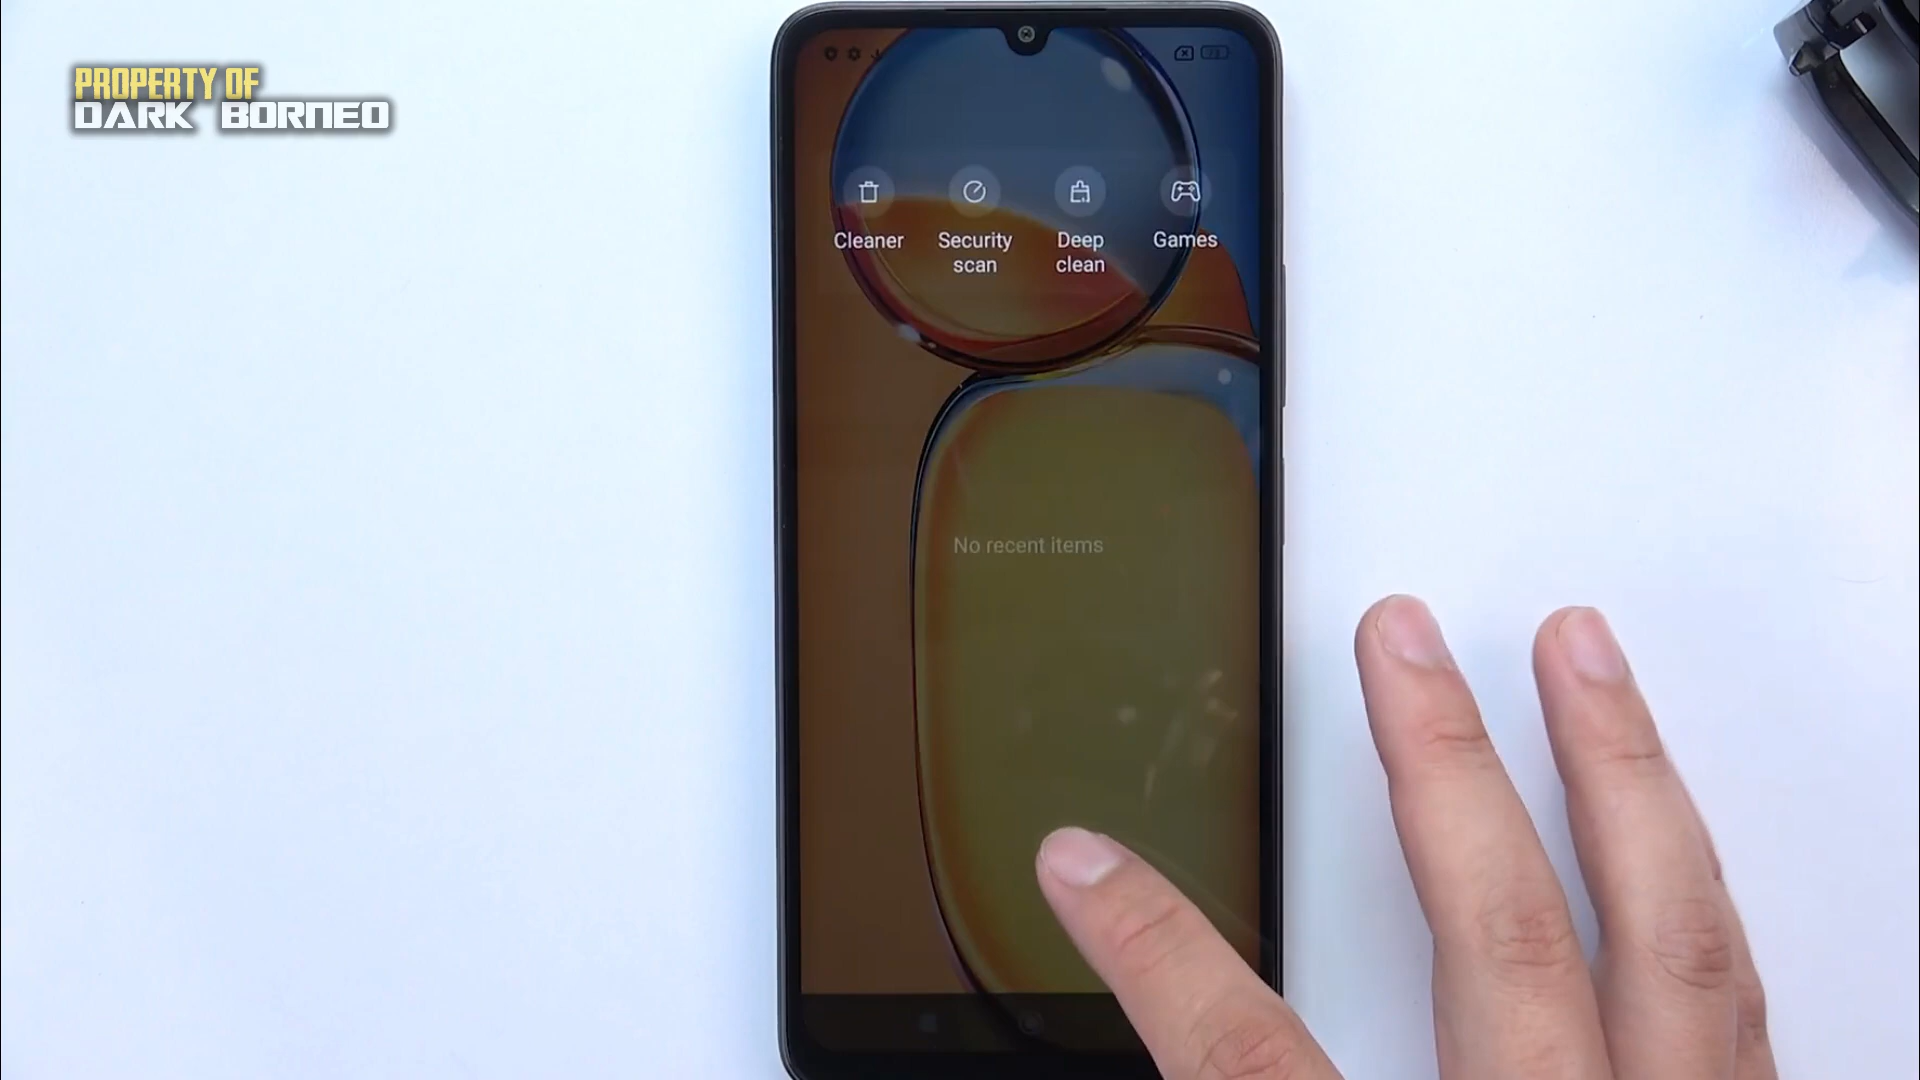 PROPERTY OF
DARK BORNEO
Cleaner
Security
scan
Deep
clean
Games
No recent items